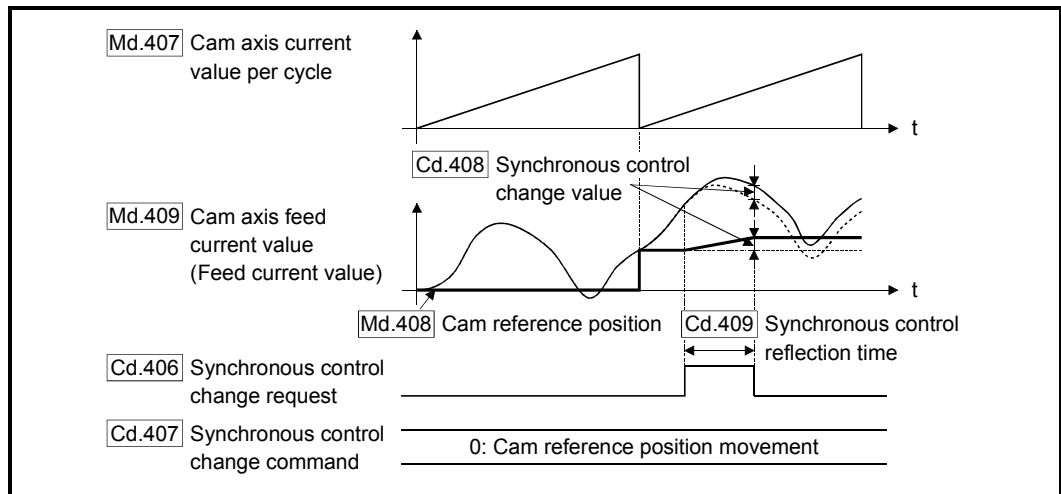 Md.407 Cam axis current
value per cycle
t
Cd.408 Synchronous control
change value
Md.409 Cam axis feed
current value
(Feed current value)
t
Md.408 Cam reference position
Cd.409 Synchronous control
reflection time
Cd.406 Synchronous control
change request
Cd.407 Synchronous control
change command
0: Cam reference position movement